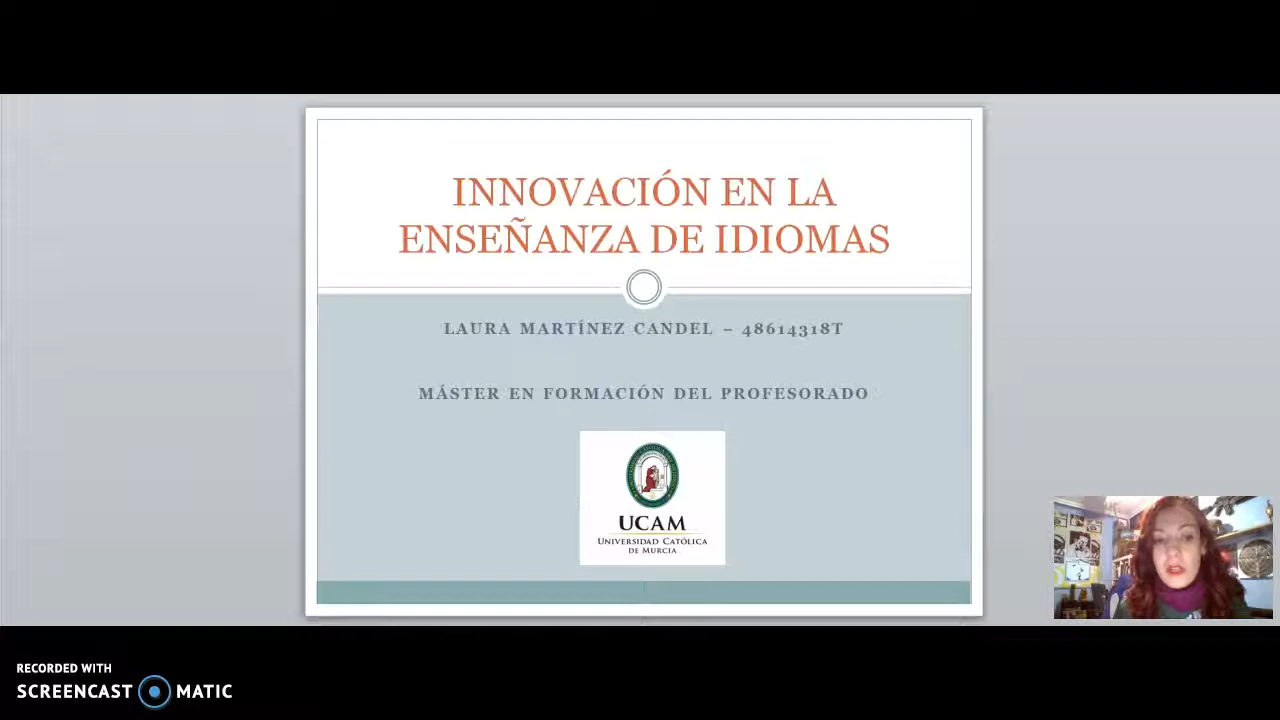 INNOVACIÓN EN LA
ENSEÑANZA DE IDIOMAS
LAURA MARTÍNEZ CANDEL – 48614318T
MÁSTER EN FORMACIÓN DEL PROFESORADO
UCAM
UNIVERSIDAD CATÓLICA
DE MURCIA
RECORDED WITH
SCREENCAST MATIC